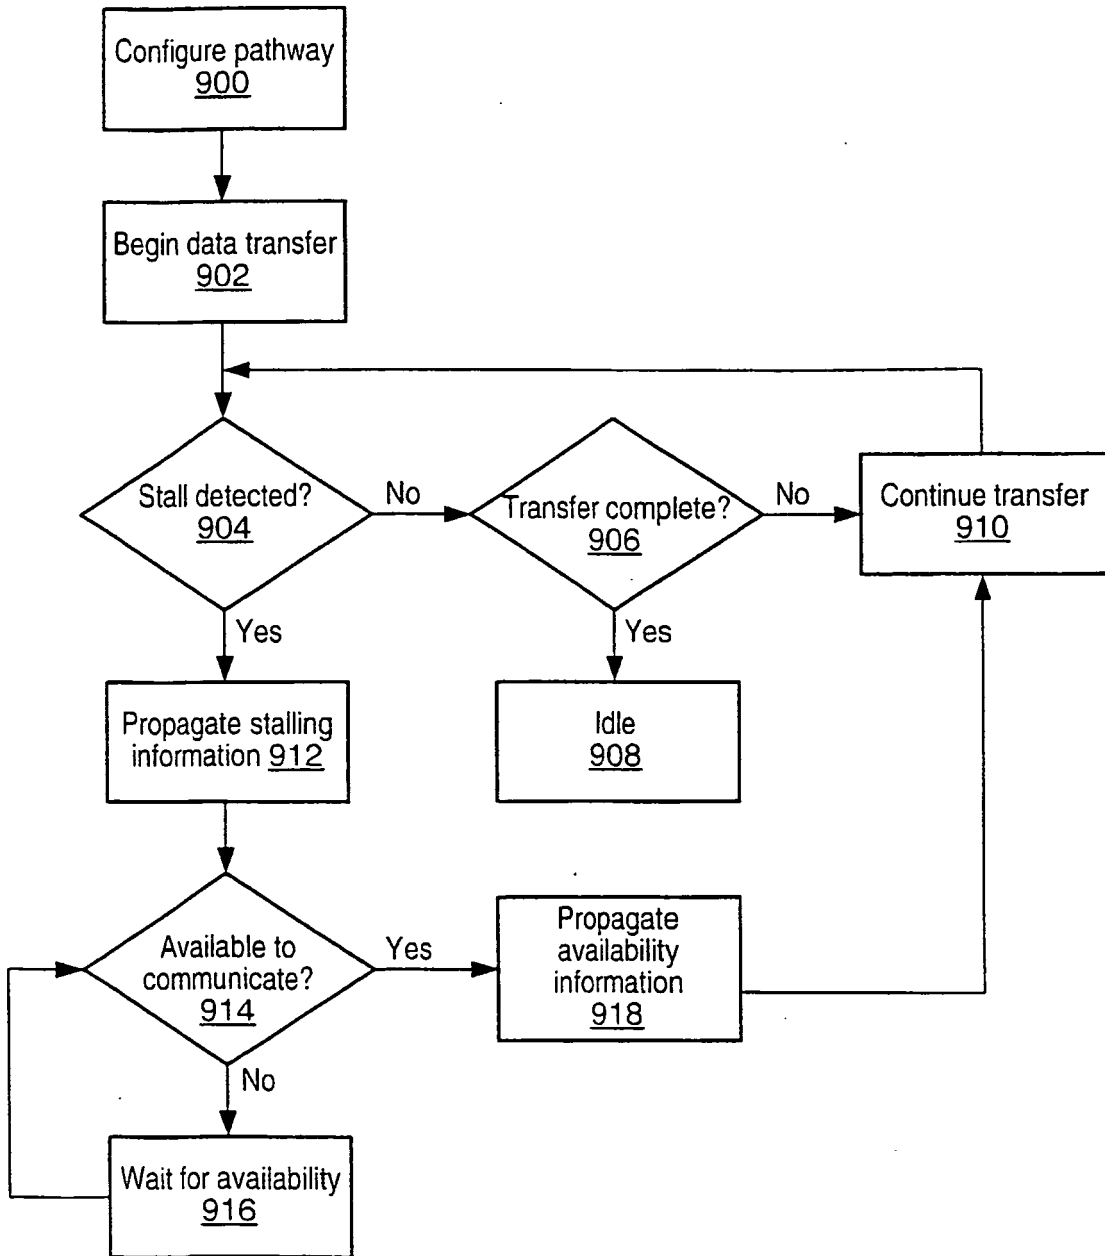 Configure pathway
900
Begin data transfer
902
Stall detected?
904
No
Transfer complete?
906
No
Continue transfer
910
Yes
Yes
Propagate stalling
information 912
Idle
908
Available to
communicate?
914
Yes
Propagate
availability
information
918
No
Wait for availability
916